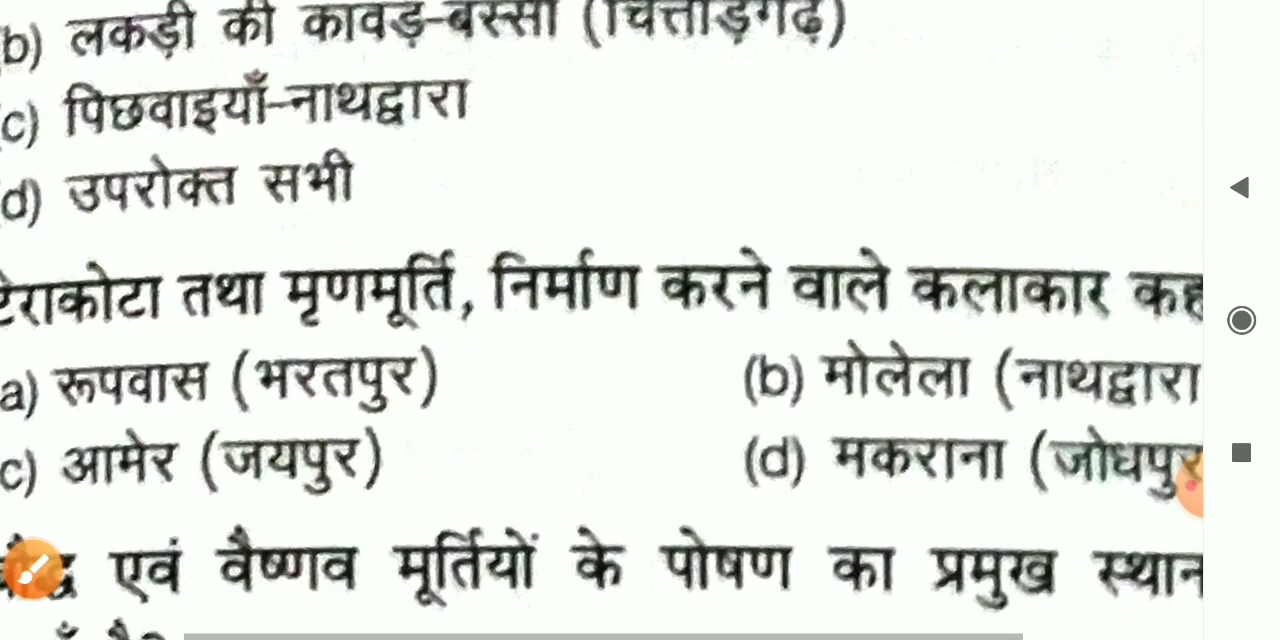 b) लकड़ी की कावड़-बस्सी (चित्तौड़गढ़)
c) पिछवाइयाँ-नाथद्वारा
d) उपरोक्त सभी
टेराकोटा तथा मृणमूर्ति, निर्माण करने वाले कलाकार कह
a) रूपवास (भरतपुर) (b) मोलेला (नाथद्वारा
c) आमेर (जयपुर) (d) मकराना (जोधपुर
एवं वैष्णव मूर्तियों के पोषण का प्रमुख स्थान